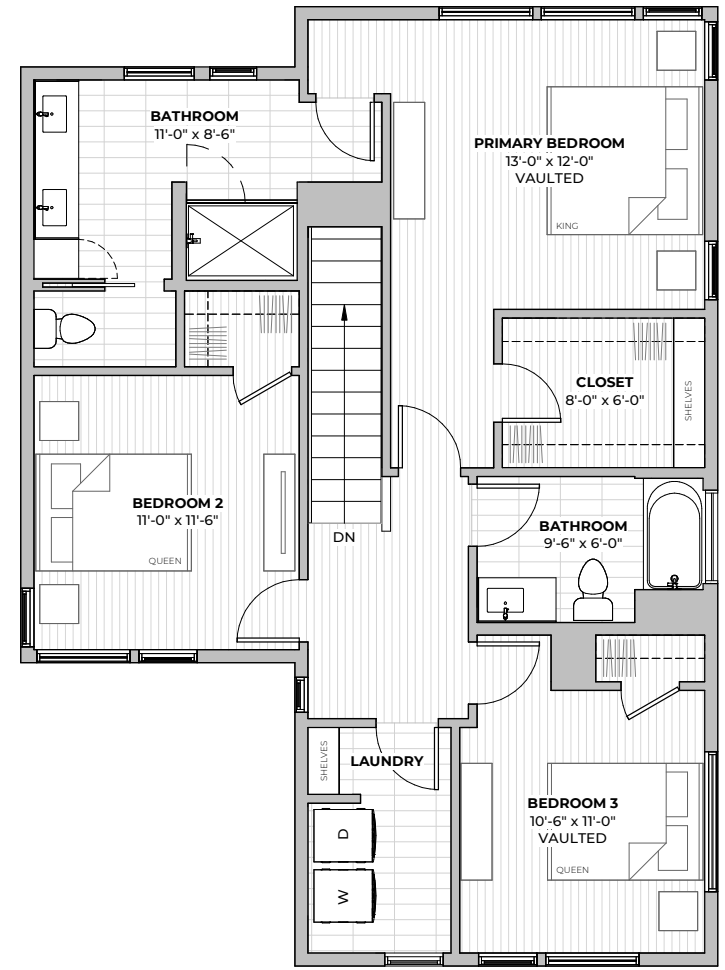 BATHROOM
11'-0" x 8'-6"
PRIMARY BEDROOM
13'-0" x 12'-0"
VAULTED
KING
CLOSET
8'-0" x 6'-0"
SHELVES
BEDROOM 2
11'-0" x 11'-6"
QUEEN
DN
BATHROOM
9'-6" x 6'-0"
SHELVES
LAUNDRY
D
W
BEDROOM 3
10'-6" x 11'-0"
VAULTED
QUEEN